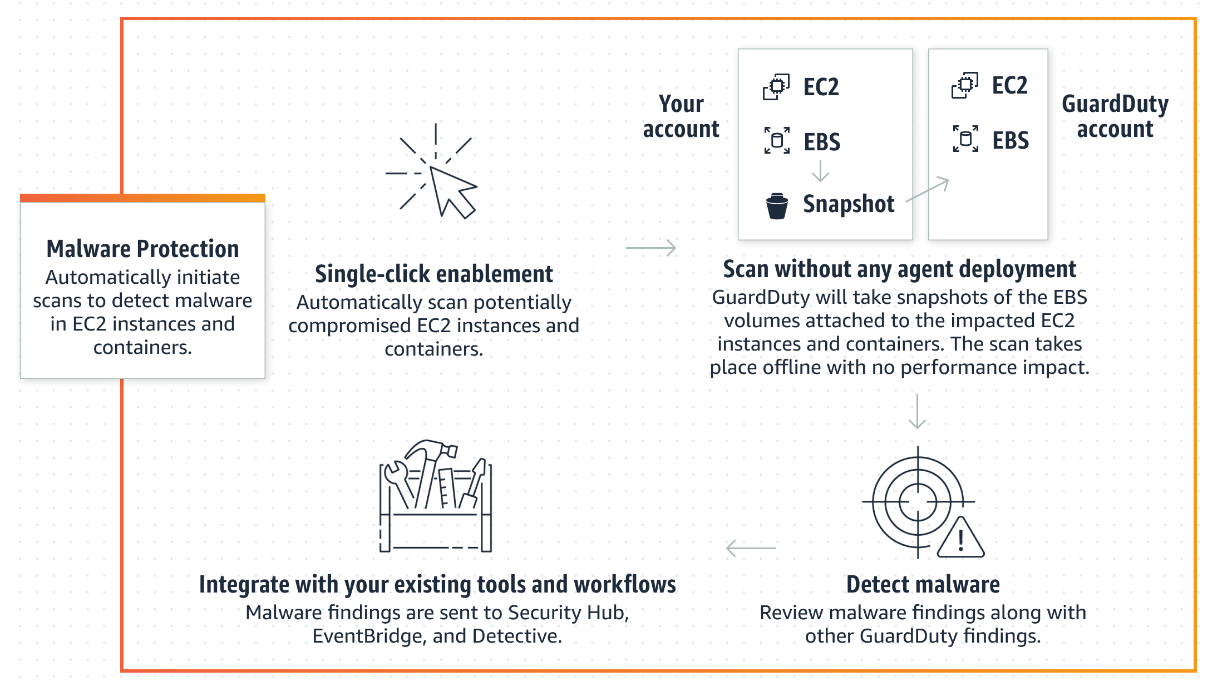 Malware Protection
Automatically initiate
scans to detect malware
in EC2 instances and
containers.
Single-click enablement
Automatically scan potentially
compromised EC2 instances and
containers.
Your
account
EC2
EBS
Snapshot
EC2
EBS
GuardDuty
account
Scan without any agent deployment
GuardDuty will take snapshots of the EBS
volumes attached to the impacted EC2
instances and containers. The scan takes
place offline with no performance impact.
Detect malware
Review malware findings along with
other GuardDuty findings.
Integrate with your existing tools and workflows
Malware findings are sent to Security Hub,
EventBridge, and Detective.